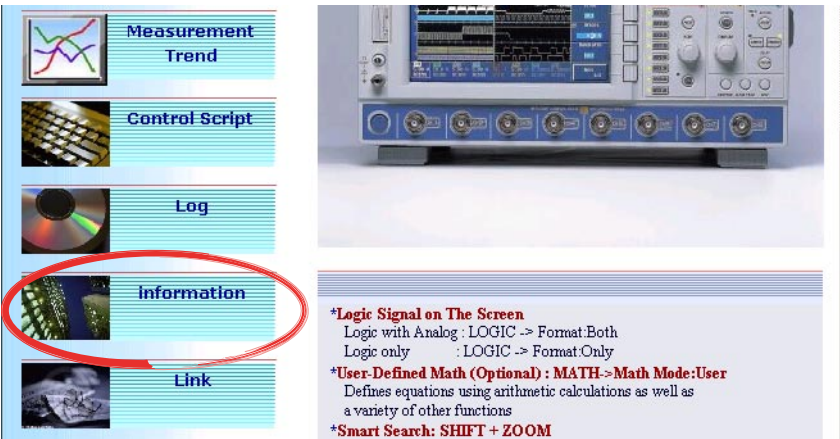 Measurement
Trend
Control Script
Log
information
Link
*Logic Signal on The Screen
Logic with Analog : LOGIC -> Format:Both
Logic only : LOGIC -> Format:Only
*User-Defined Math (Optional) : MATH->Math Mode:User
Defines equations using arithmetic calculations as well as
a variety of other functions
*Smart Search: SHIFT + ZOOM